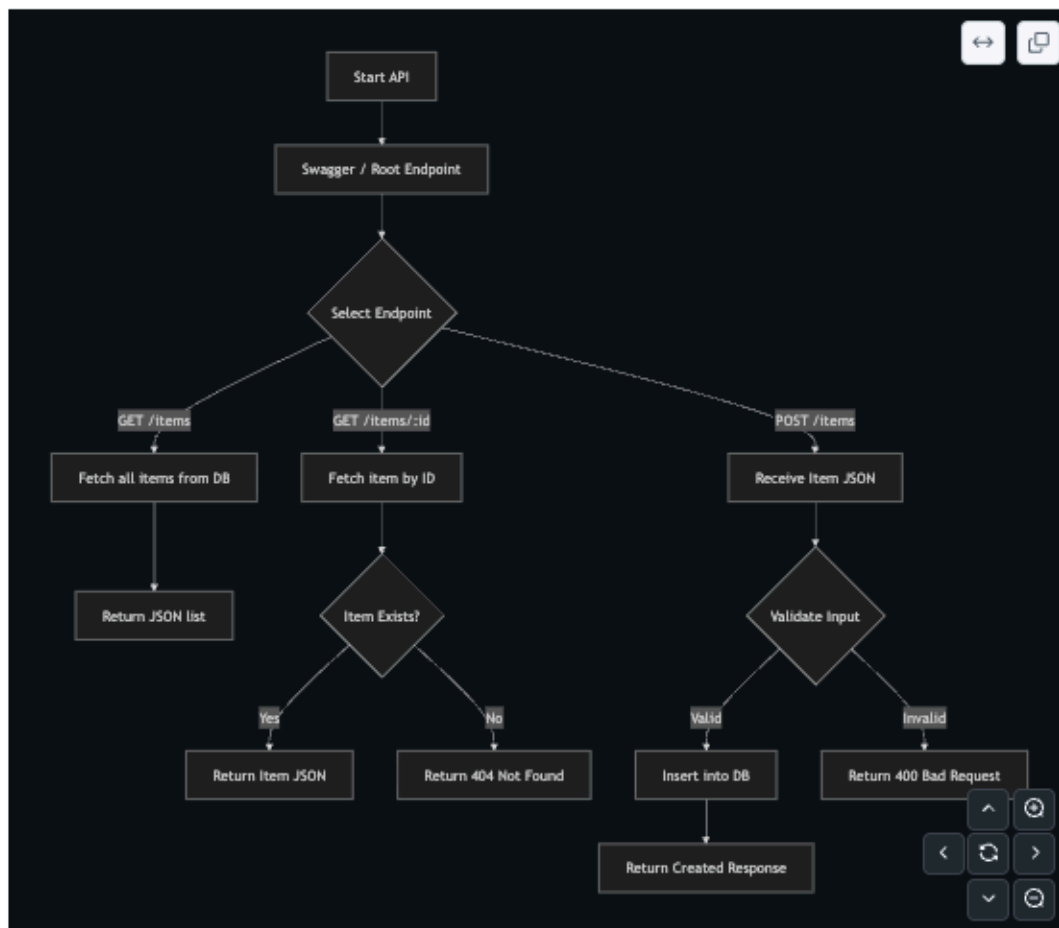 Start API
Swagger / Root Endpoint
Select Endpoint
GET /items
GET /items/:id
POST /items
Fetch all items from DB
Fetch item by ID
Receive Item JSON
Return JSON list
Item Exists?
Validate Input
Yes
No
Valid
Invalid
Return Item JSON
Return 404 Not Found
Insert into DB
Return 400 Bad Request
Return Created Response